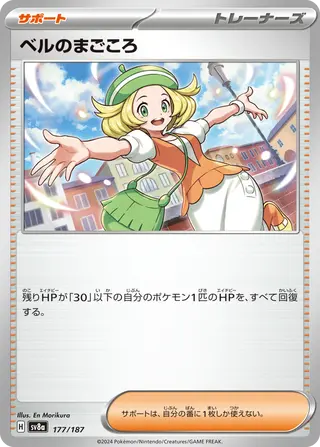 サポート
トレーナーズ
ベルのまごころ
残りHPが「30」以下の自分のポケモン1匹のHPを、すべて回復
する。
Illus. En Morikura
サポートは、自分の番に1枚しか使えない。
H sv8a 177/187
©2024 Pokémon/Nintendo/Creatures/GAME FREAK.